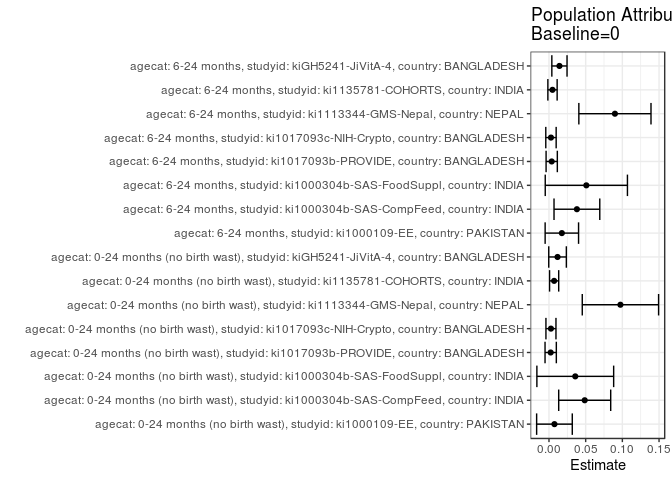 Population Attribu
Baseline=0
agecat: 6-24 months, studyid: kiGH5241-JiVitA-4, country: BANGLADESH
agecat: 6-24 months, studyid: ki1135781-COHORTS, country: INDIA
agecat: 6-24 months, studyid: ki1113344-GMS-Nepal, country: NEPAL
agecat: 6-24 months, studyid: ki1017093c-NIH-Crypto, country: BANGLADESH
agecat: 6-24 months, studyid: ki1017093b-PROVIDE, country: BANGLADESH
agecat: 6-24 months, studyid: ki1000304b-SAS-FoodSuppl, country: INDIA
agecat: 6-24 months, studyid: ki1000304b-SAS-CompFeed, country: INDIA
agecat: 6-24 months, studyid: ki1000109-EE, country: PAKISTAN
agecat: 0-24 months (no birth wast), studyid: kiGH5241-JiVitA-4, country: BANGLADESH
agecat: 0-24 months (no birth wast), studyid: ki1135781-COHORTS, country: INDIA
agecat: 0-24 months (no birth wast), studyid: ki1113344-GMS-Nepal, country: NEPAL
agecat: 0-24 months (no birth wast), studyid: ki1017093c-NIH-Crypto, country: BANGLADESH
agecat: 0-24 months (no birth wast), studyid: ki1017093b-PROVIDE, country: BANGLADESH
agecat: 0-24 months (no birth wast), studyid: ki1000304b-SAS-FoodSuppl, country: INDIA
agecat: 0-24 months (no birth wast), studyid: ki1000304b-SAS-CompFeed, country: INDIA
agecat: 0-24 months (no birth wast), studyid: ki1000109-EE, country: PAKISTAN
0.00 0.05 0.10 0.15
Estimate